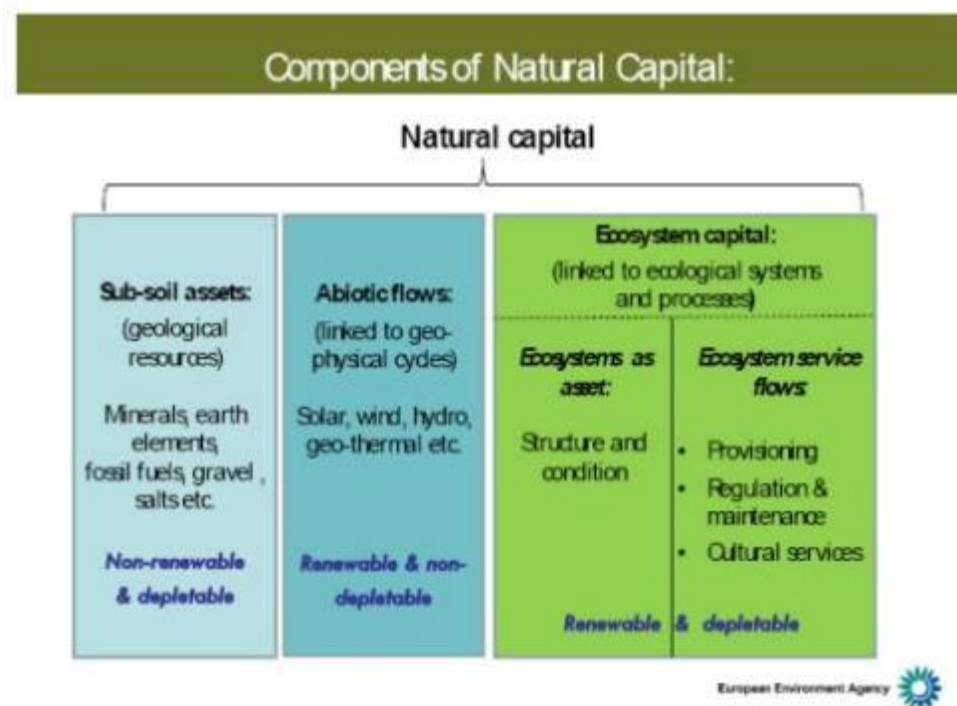 Components of Natural Capital:
Natural capital
Sub-soil assets:
(geological
resources)
Minerals, earth
elements,
fossil fuels, gravel ,
salts etc.
Non-renewable
& depletable
Abiotic flows:
(linked to geo-
physical cycles)
Solar, wind, hydro,
geo-thermal etc.
Renewable & non-
depletable
Ecosystem capital:
(linked to ecological systems
and processes)
Ecosystems as
asset:
Structure and
condition
Ecosystem service
flows:
• Provisioning
• Regulation &
maintenance
• Cultural services
Renewable & depletable
European Environment Agency